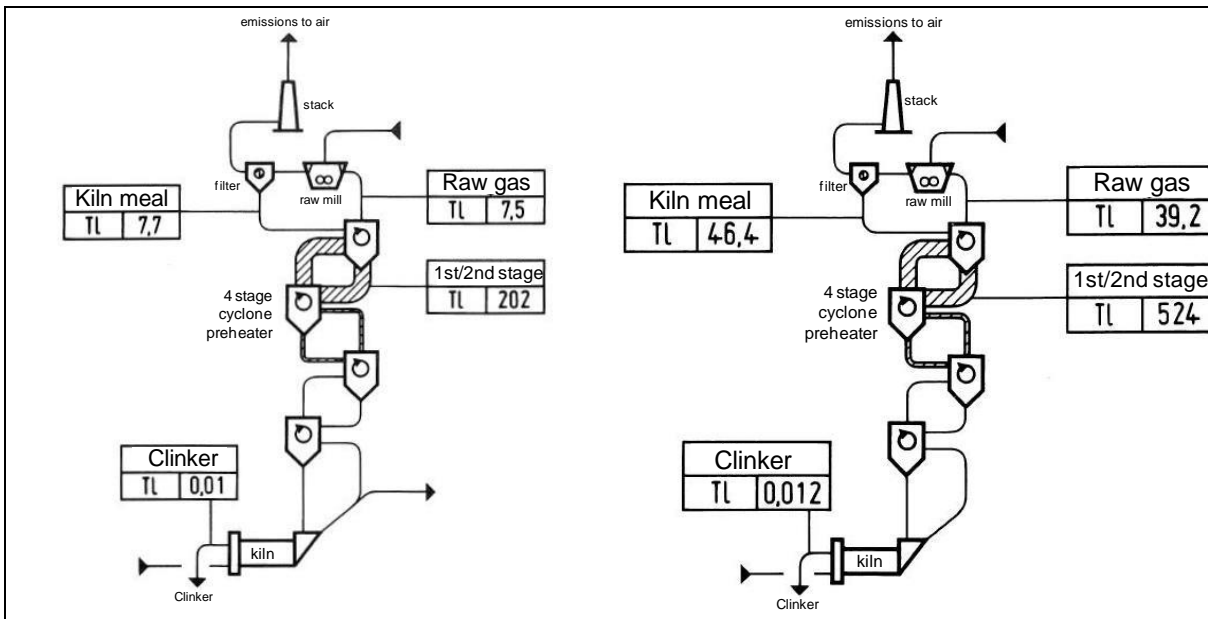 emissions to air
stack
filter
raw mill
Kiln meal
Tl 7,7
Raw gas
Tl 7,5
1st/2nd stage
Tl 202
4 stage
cyclone
preheater
Clinker
Tl 0,01
kiln
Clinker
emissions to air
stack
filter
raw mill
Kiln meal
Tl 46,4
Raw gas
Tl 39,2
1st/2nd stage
Tl 524
4 stage
cyclone
preheater
Clinker
Tl 0,012
kiln
Clinker